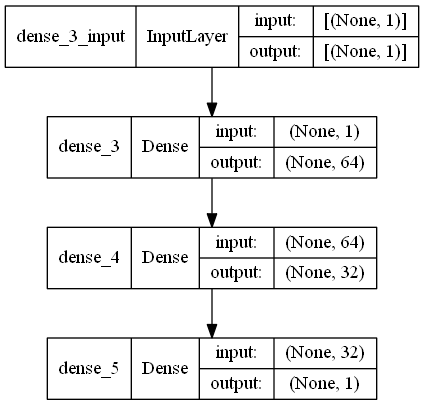 dense_3_input InputLayer input: [(None, 1)]
output: [(None, 1)]
dense_3 Dense input: (None, 1)
output: (None, 64)
dense_4 Dense input: (None, 64)
output: (None, 32)
dense_5 Dense input: (None, 32)
output: (None, 1)